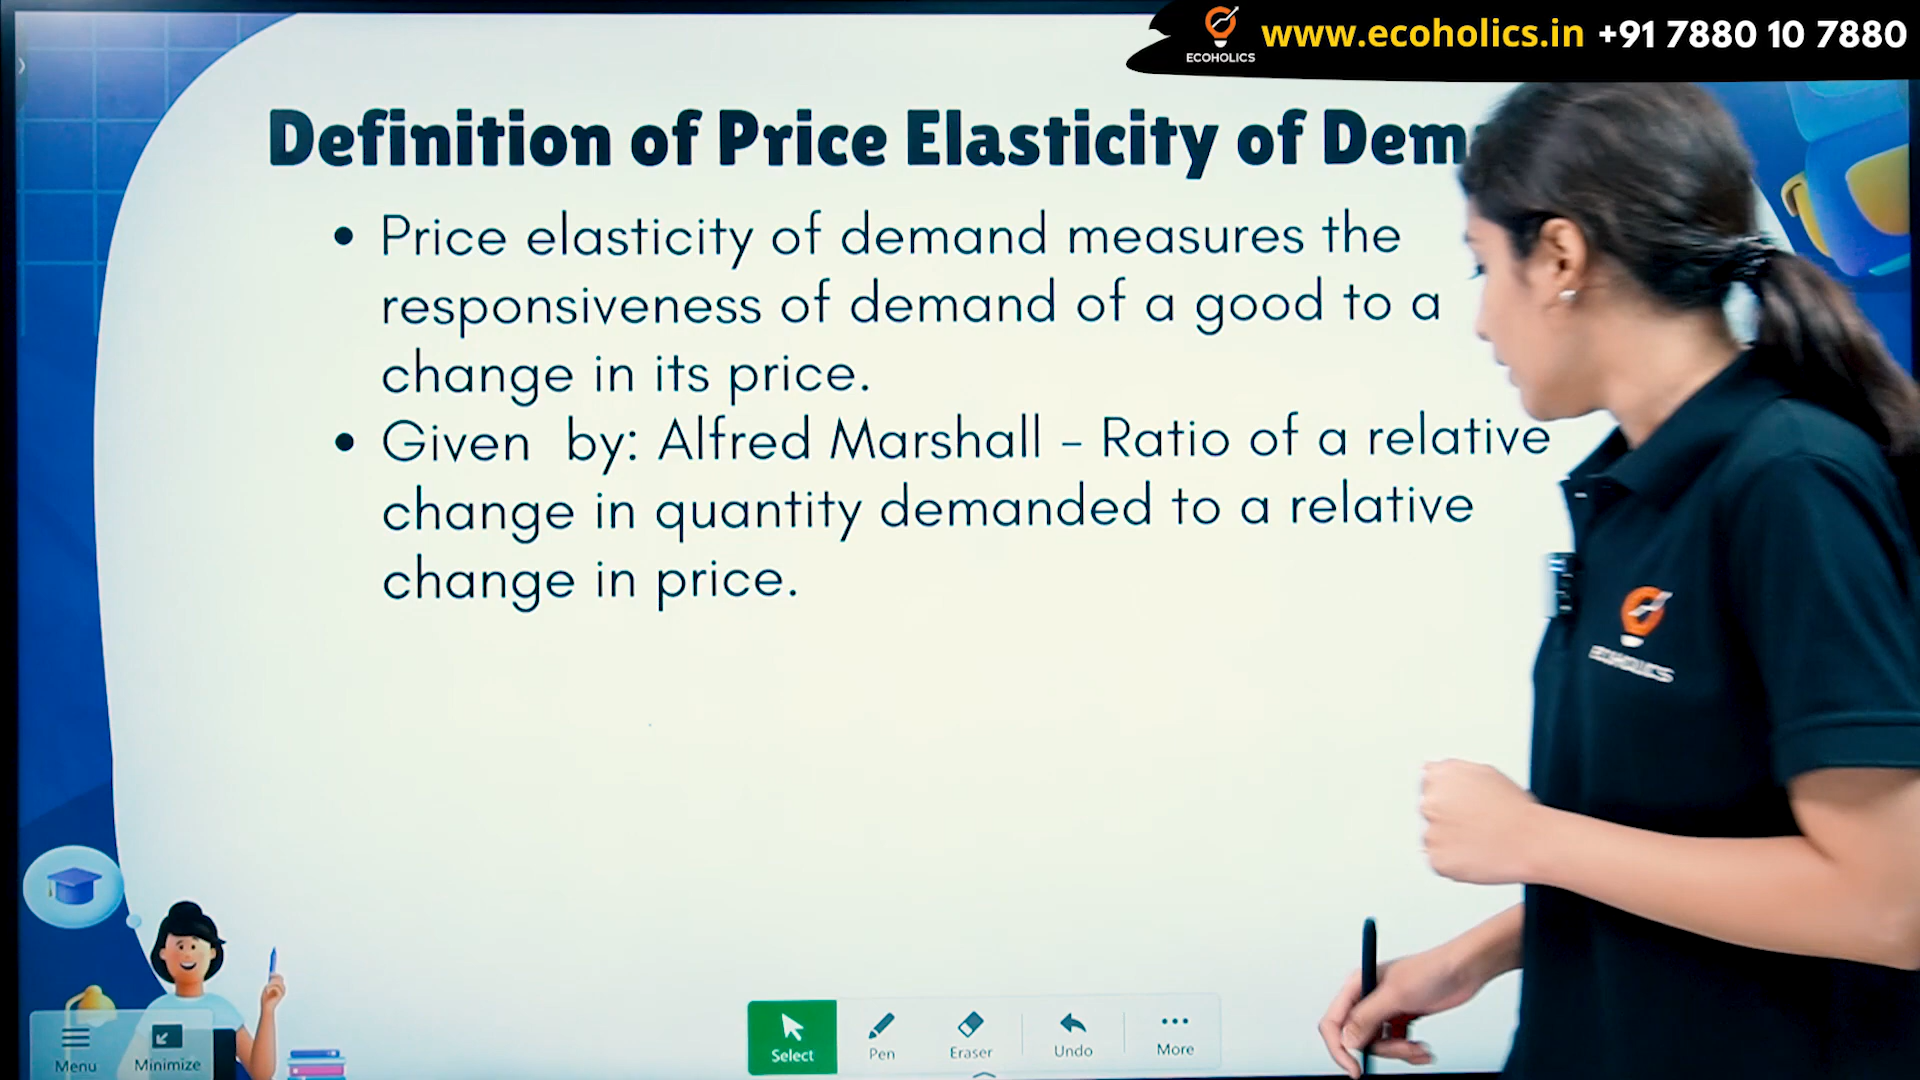 www.ecoholics.in +91 7880 10 7880
ECOHOLICS
Definition of Price Elasticity of Dem
• Price elasticity of demand measures the
responsiveness of demand of a good to a
change in its price.
• Given by: Alfred Marshall - Ratio of a relative
change in quantity demanded to a relative
change in price.
ECOHOLICS
Menu Minimize
Select Pen Eraser Undo More